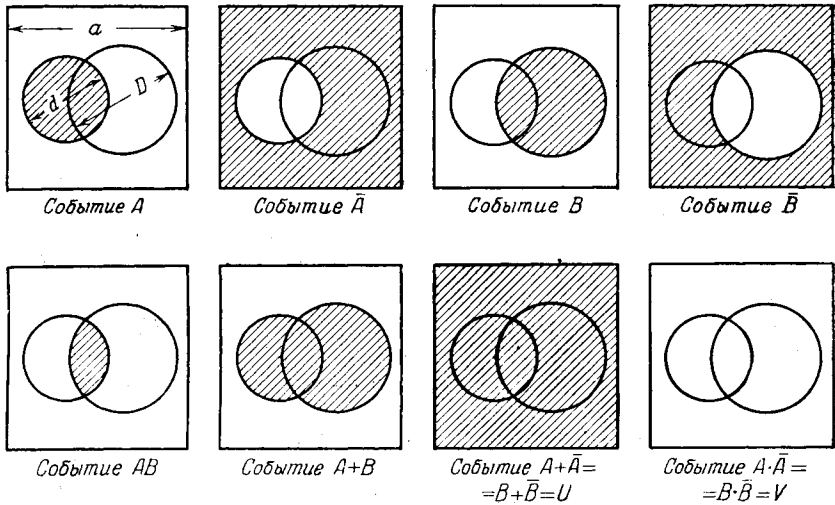 a
d
D
Событие A
Событие Ā
Событие B
Событие B̄
Событие AB
Событие A+B
Событие A+Ā=
=B+B̄=U
Событие A·Ā=
=B·B̄=V